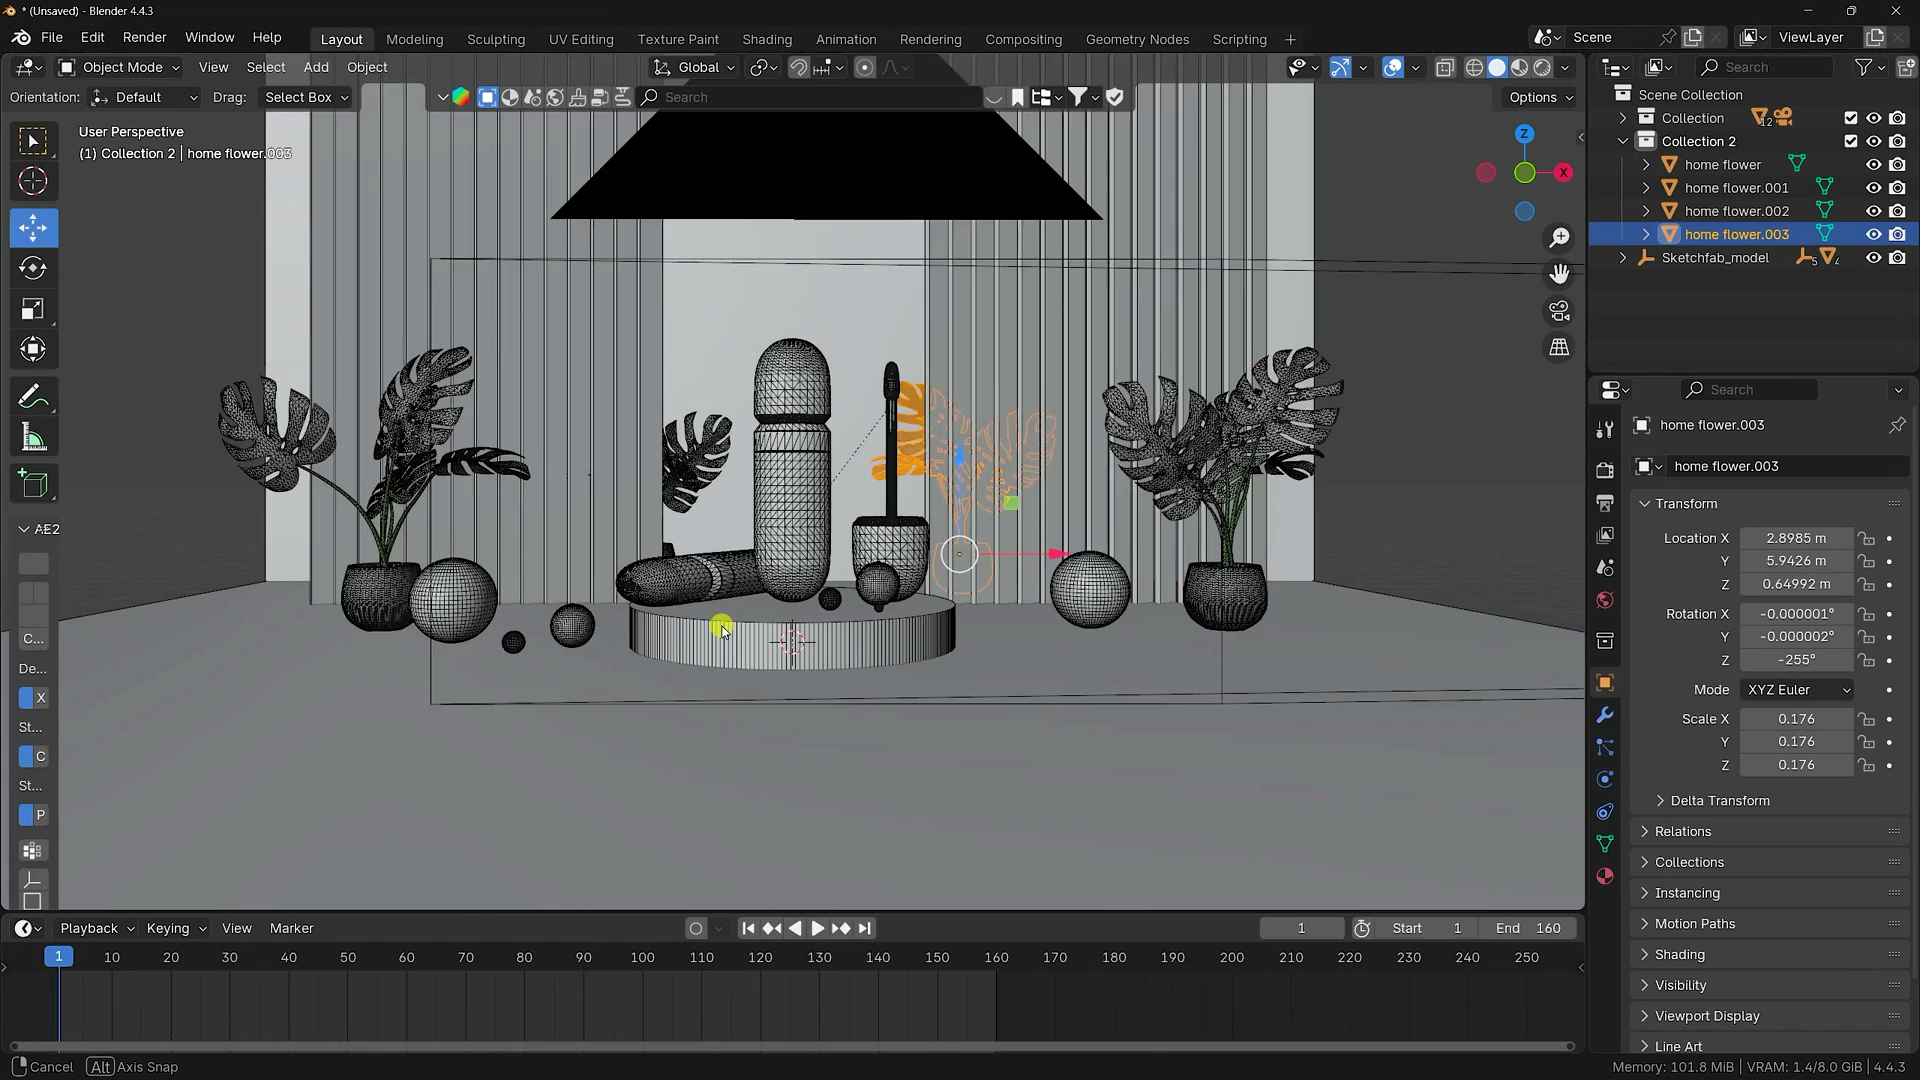 * (Unsaved) - Blender 4.4.3
File Edit Render Window Help
Layout Modeling Sculpting UV Editing Texture Paint Shading Animation Rendering Compositing Geometry Nodes Scripting +
Scene
ViewLayer
Object Mode View Select Add Object
Global
Search
Orientation: Default Drag: Select Box
Search
Options
User Perspective
(1) Collection 2 | home flower.003
Z
X
Scene Collection
Collection 12
Collection 2
home flower
home flower.001
home flower.002
home flower.003
Sketchfab_model 5 4
AE2
C...
De...
X
St...
C
St...
P
Search
home flower.003
home flower.003
Transform
Location X 2.8985 m
Y 5.9426 m
Z 0.64992 m
Rotation X -0.000001°
Y -0.000002°
Z -255°
Mode XYZ Euler
Scale X 0.176
Y 0.176
Z 0.176
Delta Transform
Relations
Collections
Instancing
Motion Paths
Shading
Visibility
Viewport Display
Line Art
Playback Keying View Marker
1 Start 1 End 160
1 10 20 30 40 50 60 70 80 90 100 110 120 130 140 150 160 170 180 190 200 210 220 230 240 250
Cancel Alt Axis Snap
Memory: 101.8 MiB | VRAM: 1.4/8.0 GiB | 4.4.3